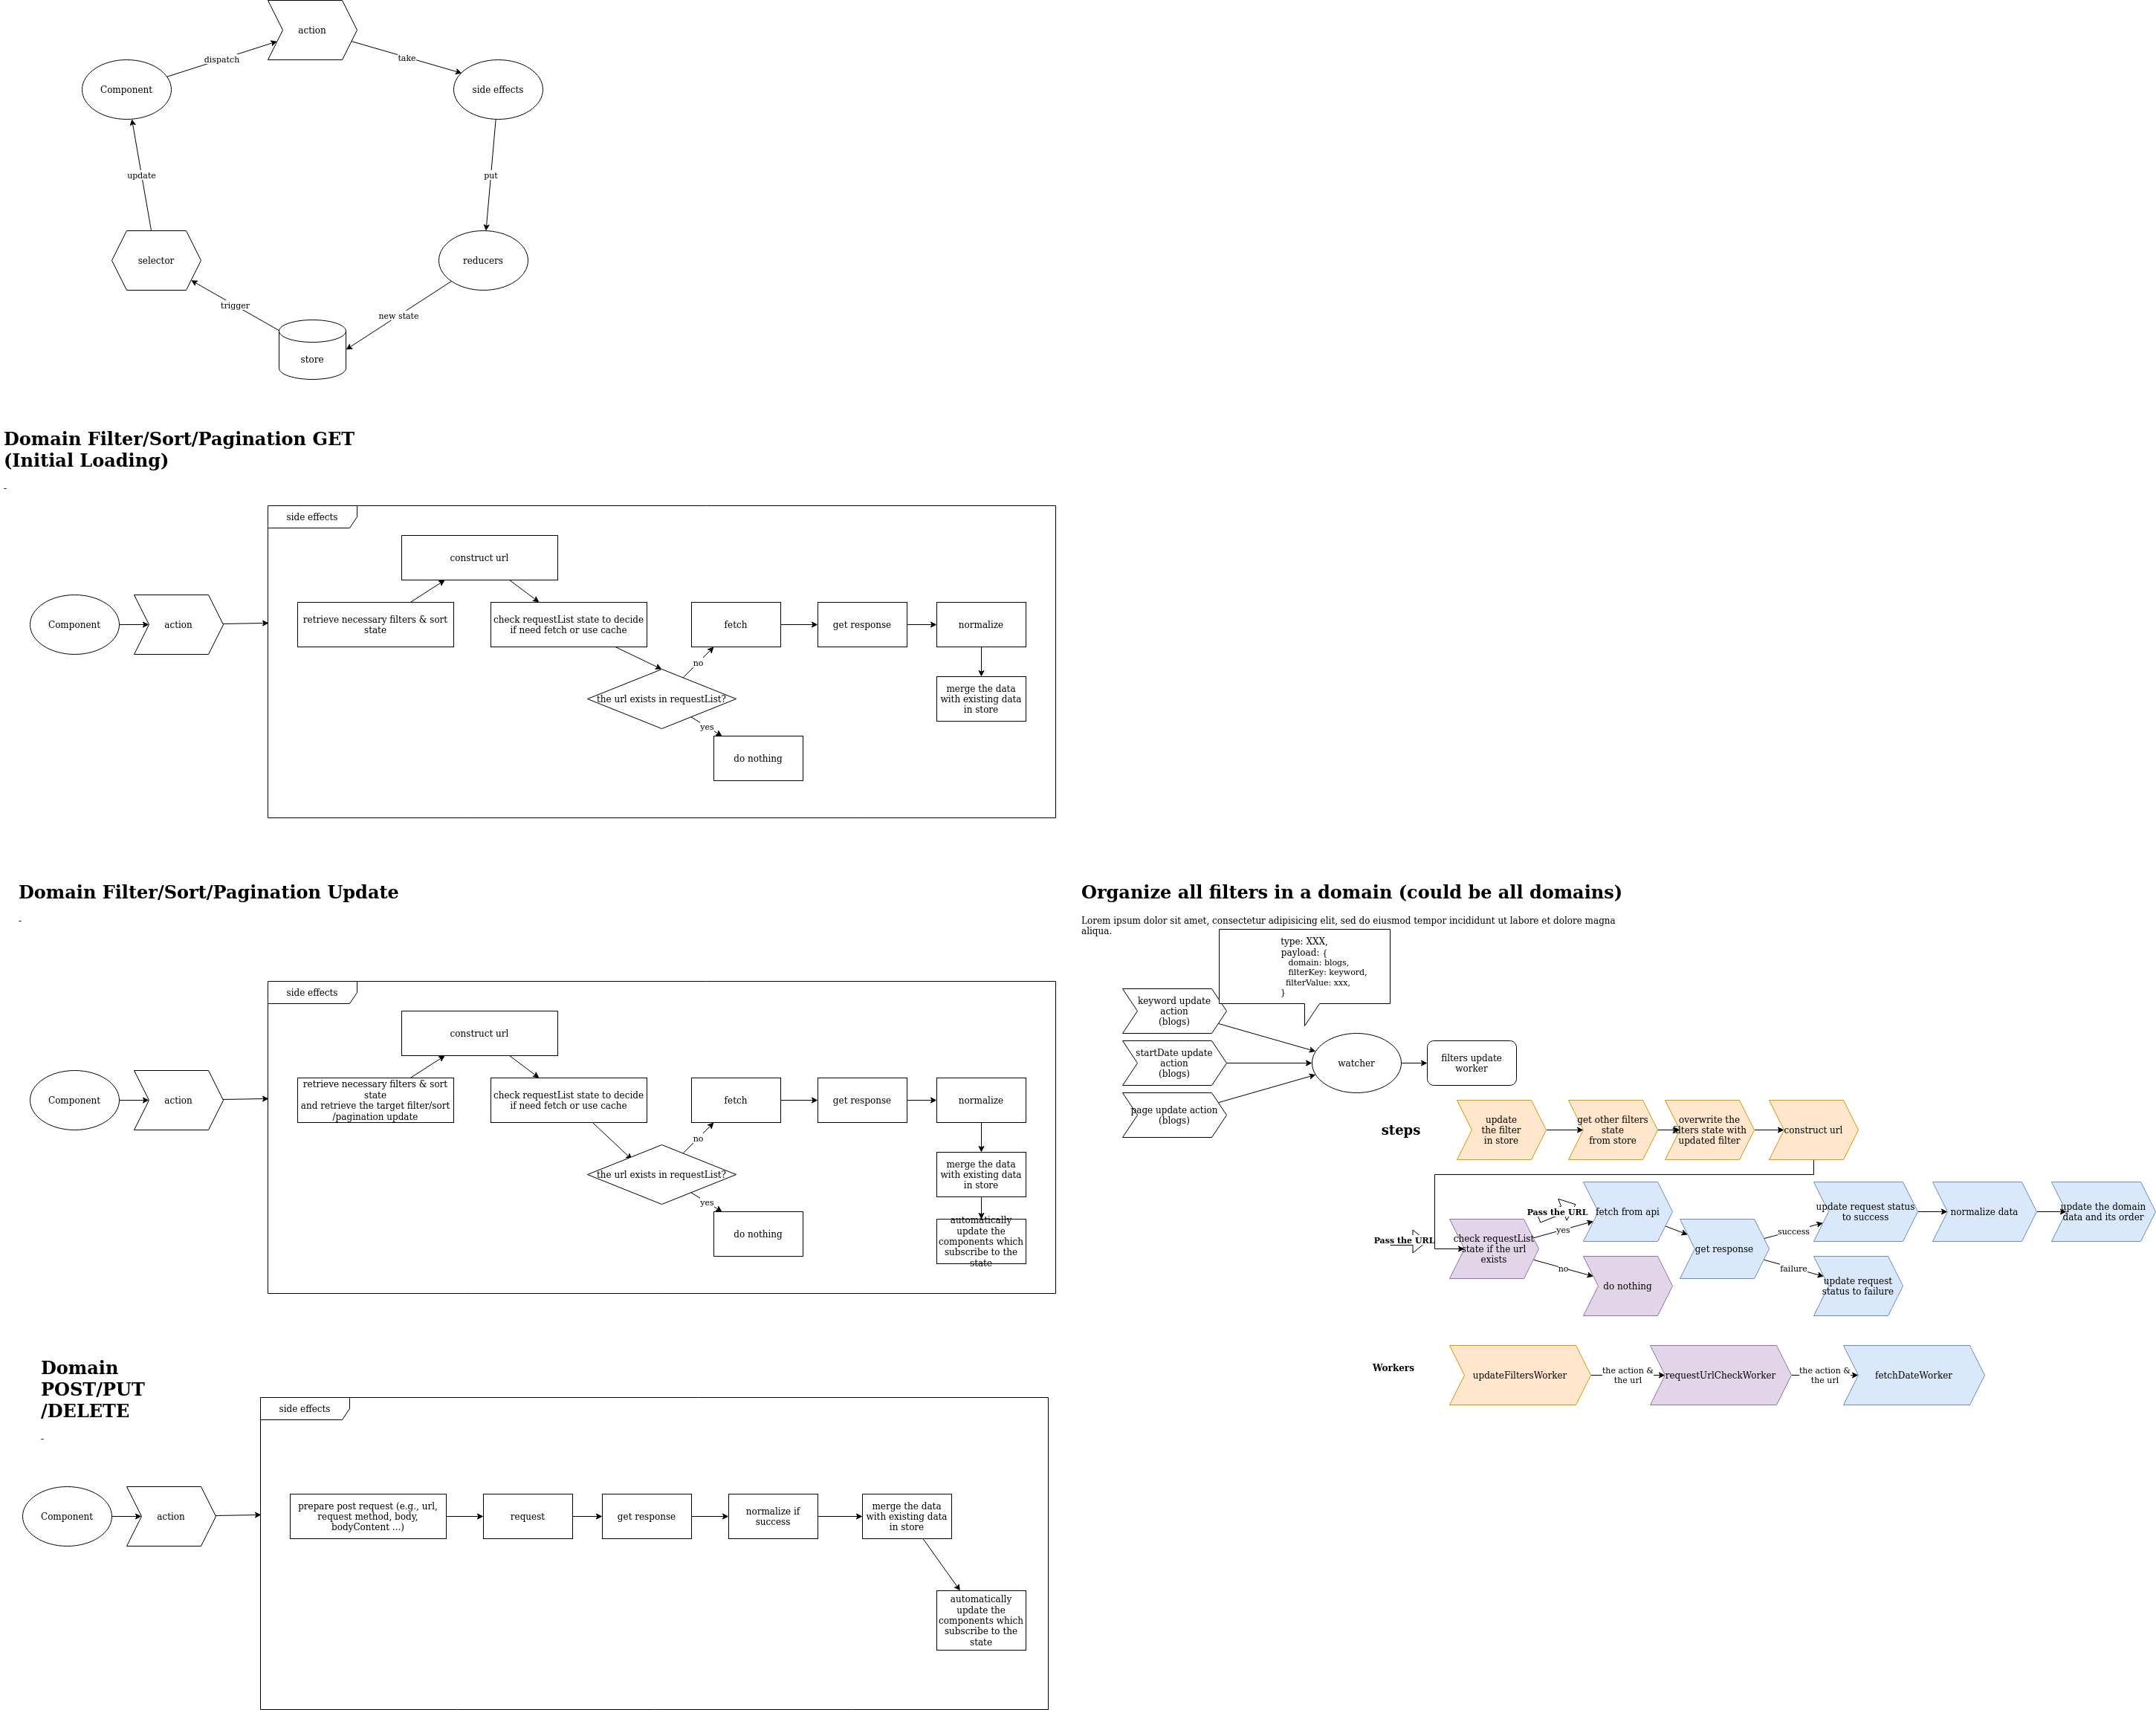 action
dispatch
take
Component
side effects
update
put
selector
reducers
trigger
new state
store
Domain Filter/Sort/Pagination GET
(Initial Loading)
-
side effects
construct url
Component
action
retrieve necessary filters & sort
state
check requestList state to decide
if need fetch or use cache
fetch
get response
normalize
no
the url exists in requestList?
merge the data
with existing data
in store
yes
do nothing
Domain Filter/Sort/Pagination Update
-
side effects
construct url
Component
action
retrieve necessary filters & sort
state
and retrieve the target filter/sort
/pagination update
check requestList state to decide
if need fetch or use cache
fetch
get response
normalize
no
the url exists in requestList?
merge the data
with existing data
in store
yes
do nothing
automatically
update the
components which
subscribe to the
state
Organize all filters in a domain (could be all domains)
Lorem ipsum dolor sit amet, consectetur adipisicing elit, sed do eiusmod tempor incididunt ut labore et dolore magna
aliqua.
type: XXX,
payload: {
domain: blogs,
filterKey: keyword,
filterValue: xxx,
}
keyword update
action
(blogs)
startDate update
action
(blogs)
page update action
(blogs)
watcher
filters update
worker
steps
update
the filter
in store
get other filters
state
from store
overwrite the
filters state with
updated filter
construct url
Pass the URL
check requestList
state if the url
exists
Pass the URL
yes
no
fetch from api
do nothing
get response
success
failure
update request status
to success
normalize data
update the domain
data and its order
update request
status to failure
Workers
updateFiltersWorker
the action &
the url
requestUrlCheckWorker
the action &
the url
fetchDateWorker
Domain
POST/PUT
/DELETE
-
side effects
Component
action
prepare post request (e.g., url,
request method, body,
bodyContent ...)
request
get response
normalize if
success
merge the data
with existing data
in store
automatically
update the
components which
subscribe to the
state